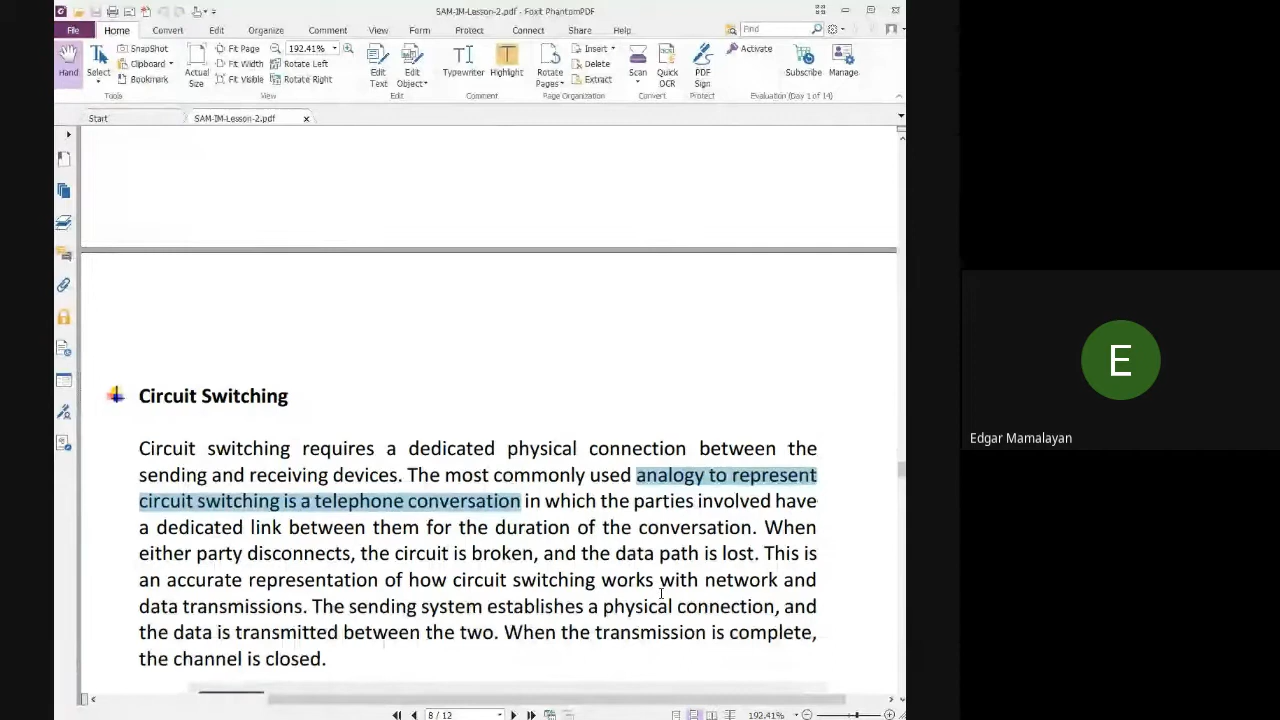 SAM-IM-Lesson-2.pdf - Foxit PhantomPDF
File Home Convert Edit Organize Comment View Form Protect Connect Share Help Find
Hand Select SnapShot Clipboard Bookmark Actual Size Fit Page Fit Width Fit Visible 192.41% Rotate Left Rotate Right Edit Text Edit Object Typewriter Highlight Rotate Pages Insert Delete Extract Scan Quick OCR PDF Sign Activate Subscribe Manage
Tools View Edit Comment Page Organization Convert Protect Evaluation (Day 1 of 14)
Start SAM-IM-Lesson-2.pdf
Circuit Switching
Circuit switching requires a dedicated physical connection between the
sending and receiving devices. The most commonly used analogy to represent
circuit switching is a telephone conversation in which the parties involved have
a dedicated link between them for the duration of the conversation. When
either party disconnects, the circuit is broken, and the data path is lost. This is
an accurate representation of how circuit switching works with network and
data transmissions. The sending system establishes a physical connection, and
the data is transmitted between the two. When the transmission is complete,
the channel is closed.
8 / 12 192.41%
E
Edgar Mamalayan